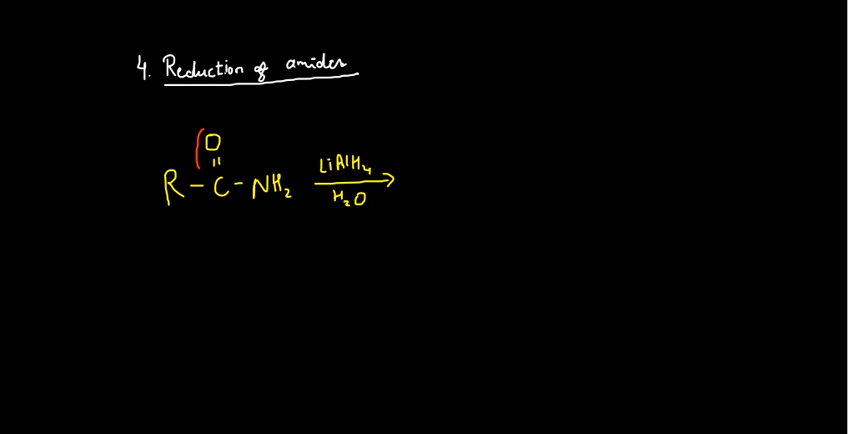 4. Reduction of amides
O
||
R - C - NH₂ LiAlH₄
H₂O